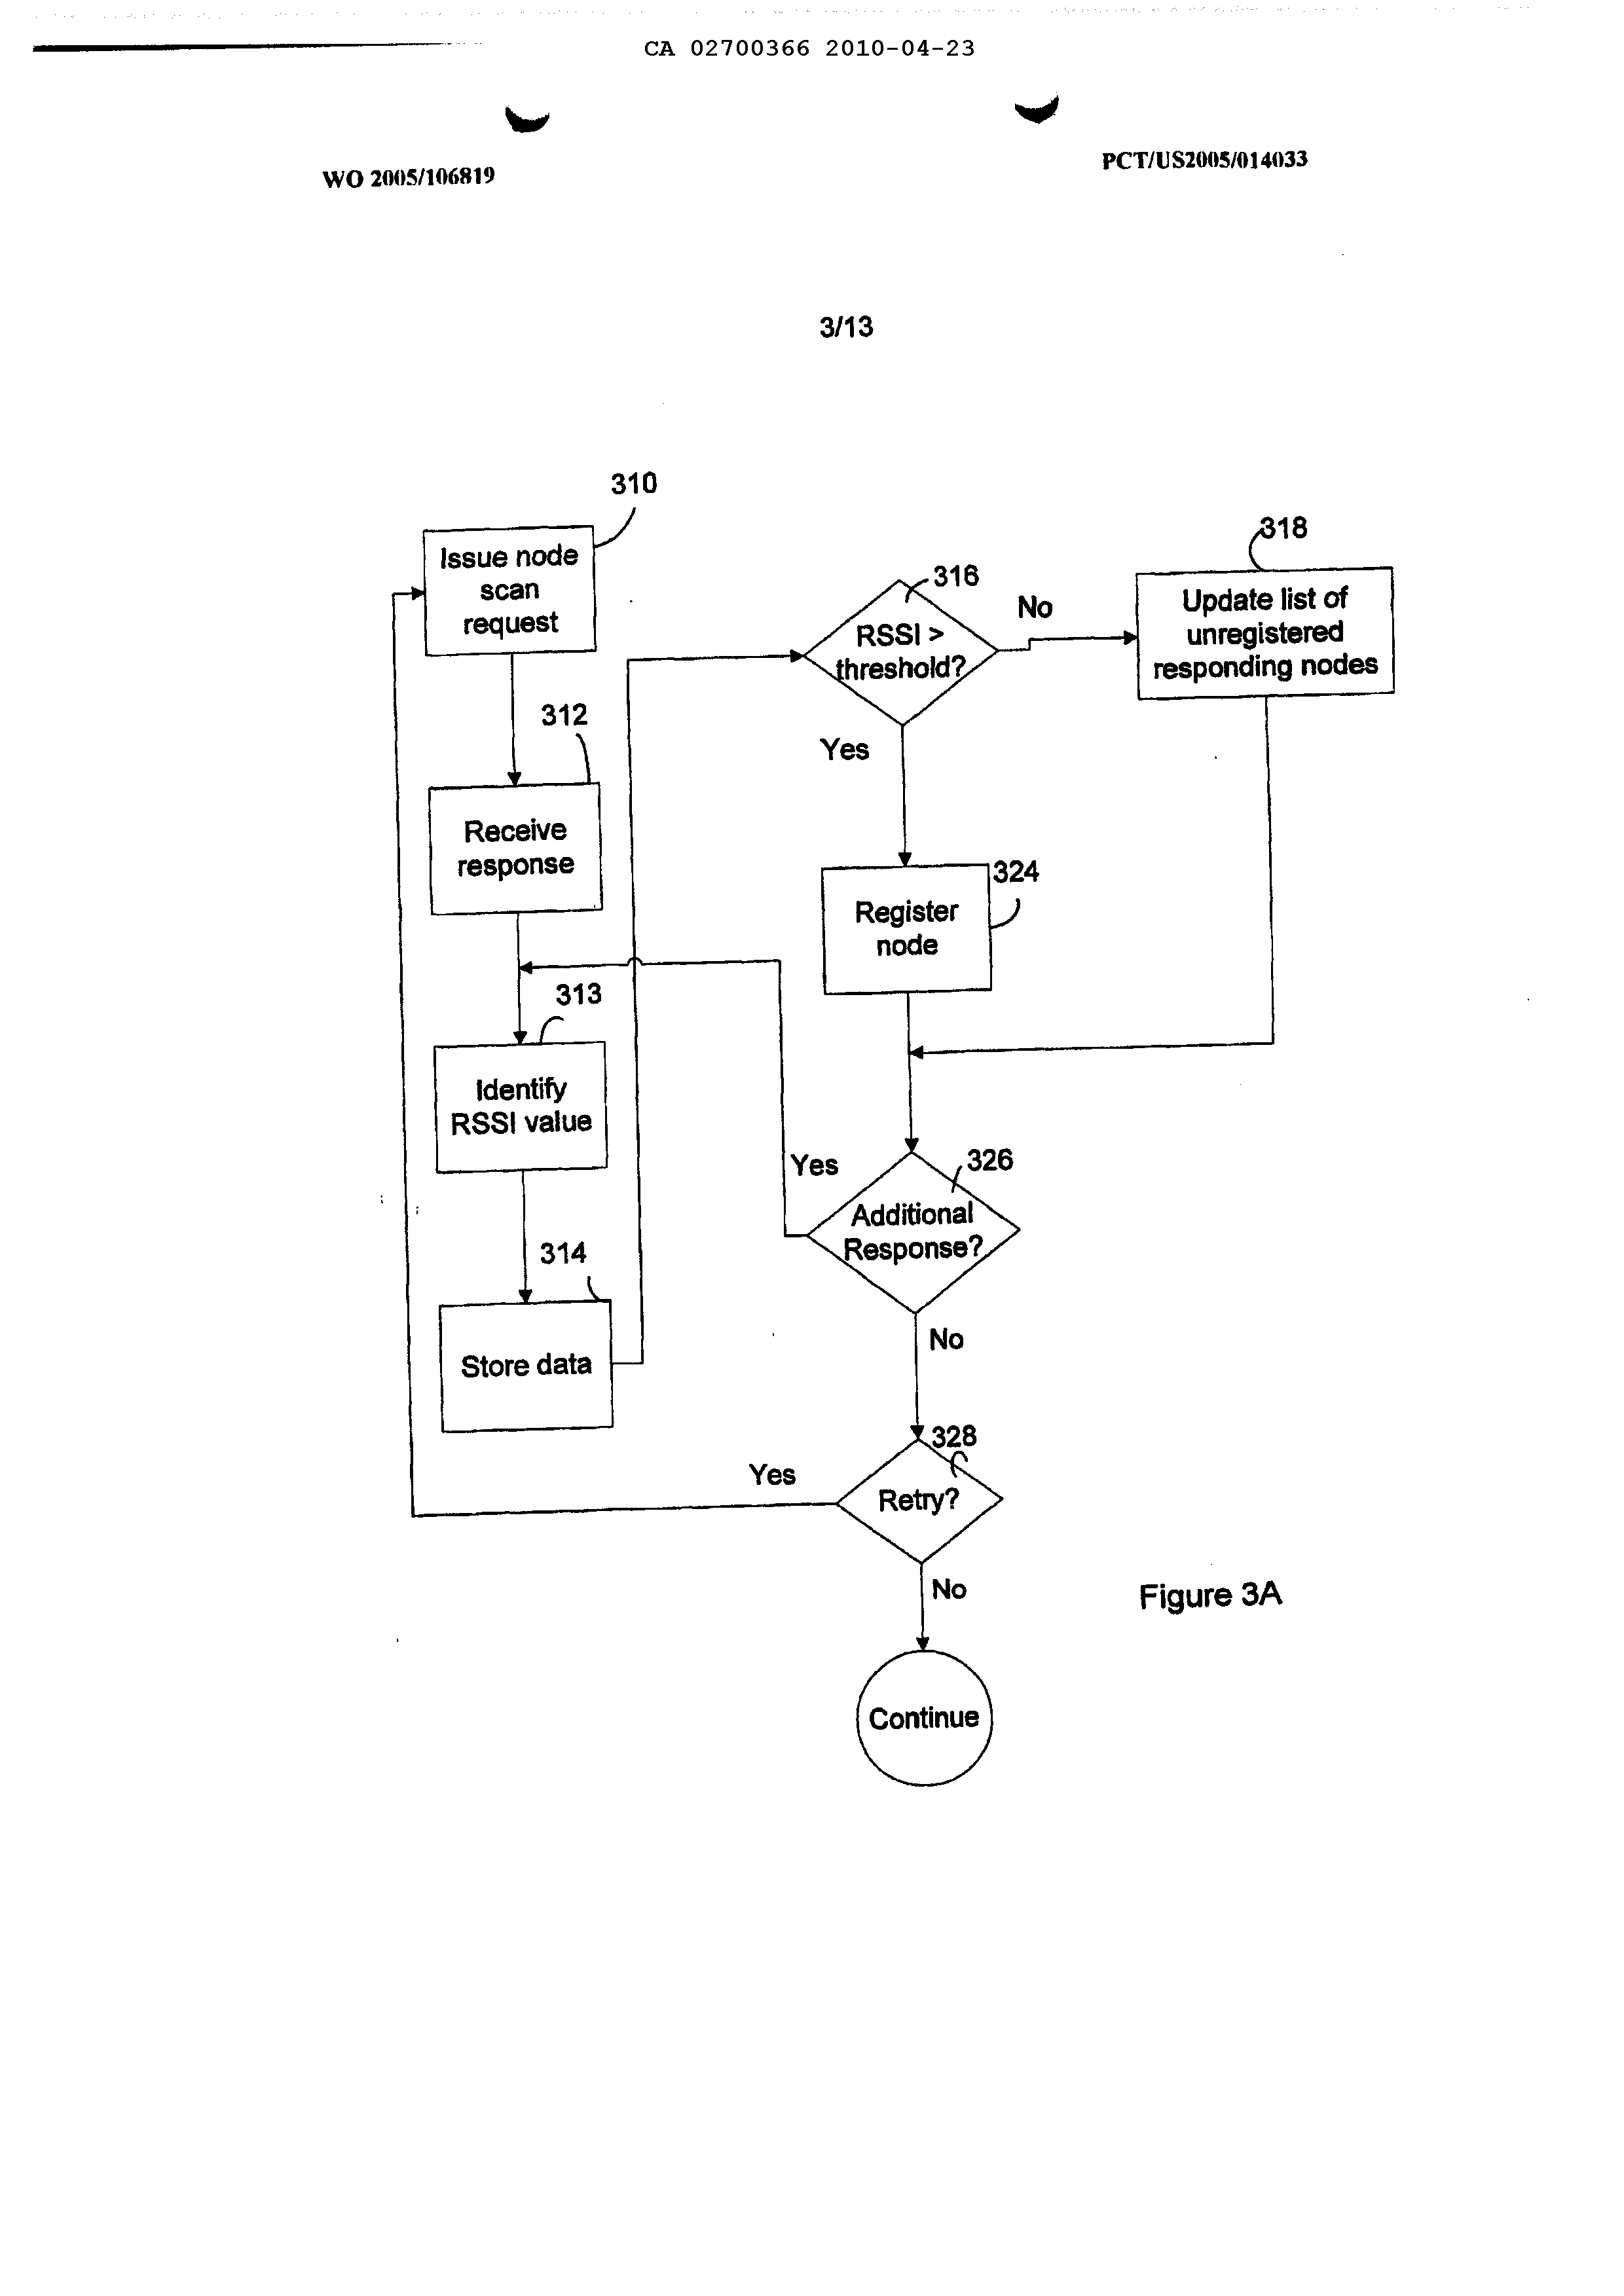 CA 02700366 2010-04-23
WO 2005/106819
PCT/US2005/014033
3/13
310
Issue node
scan
request
312
Receive
response
313
Identify
RSSI value
314
Store data
316
RSSI >
threshold?
No
Yes
318
Update list of
unregistered
responding nodes
324
Register
node
326
Additional
Response?
Yes
No
328
Retry?
Yes
No
Continue
Figure 3A